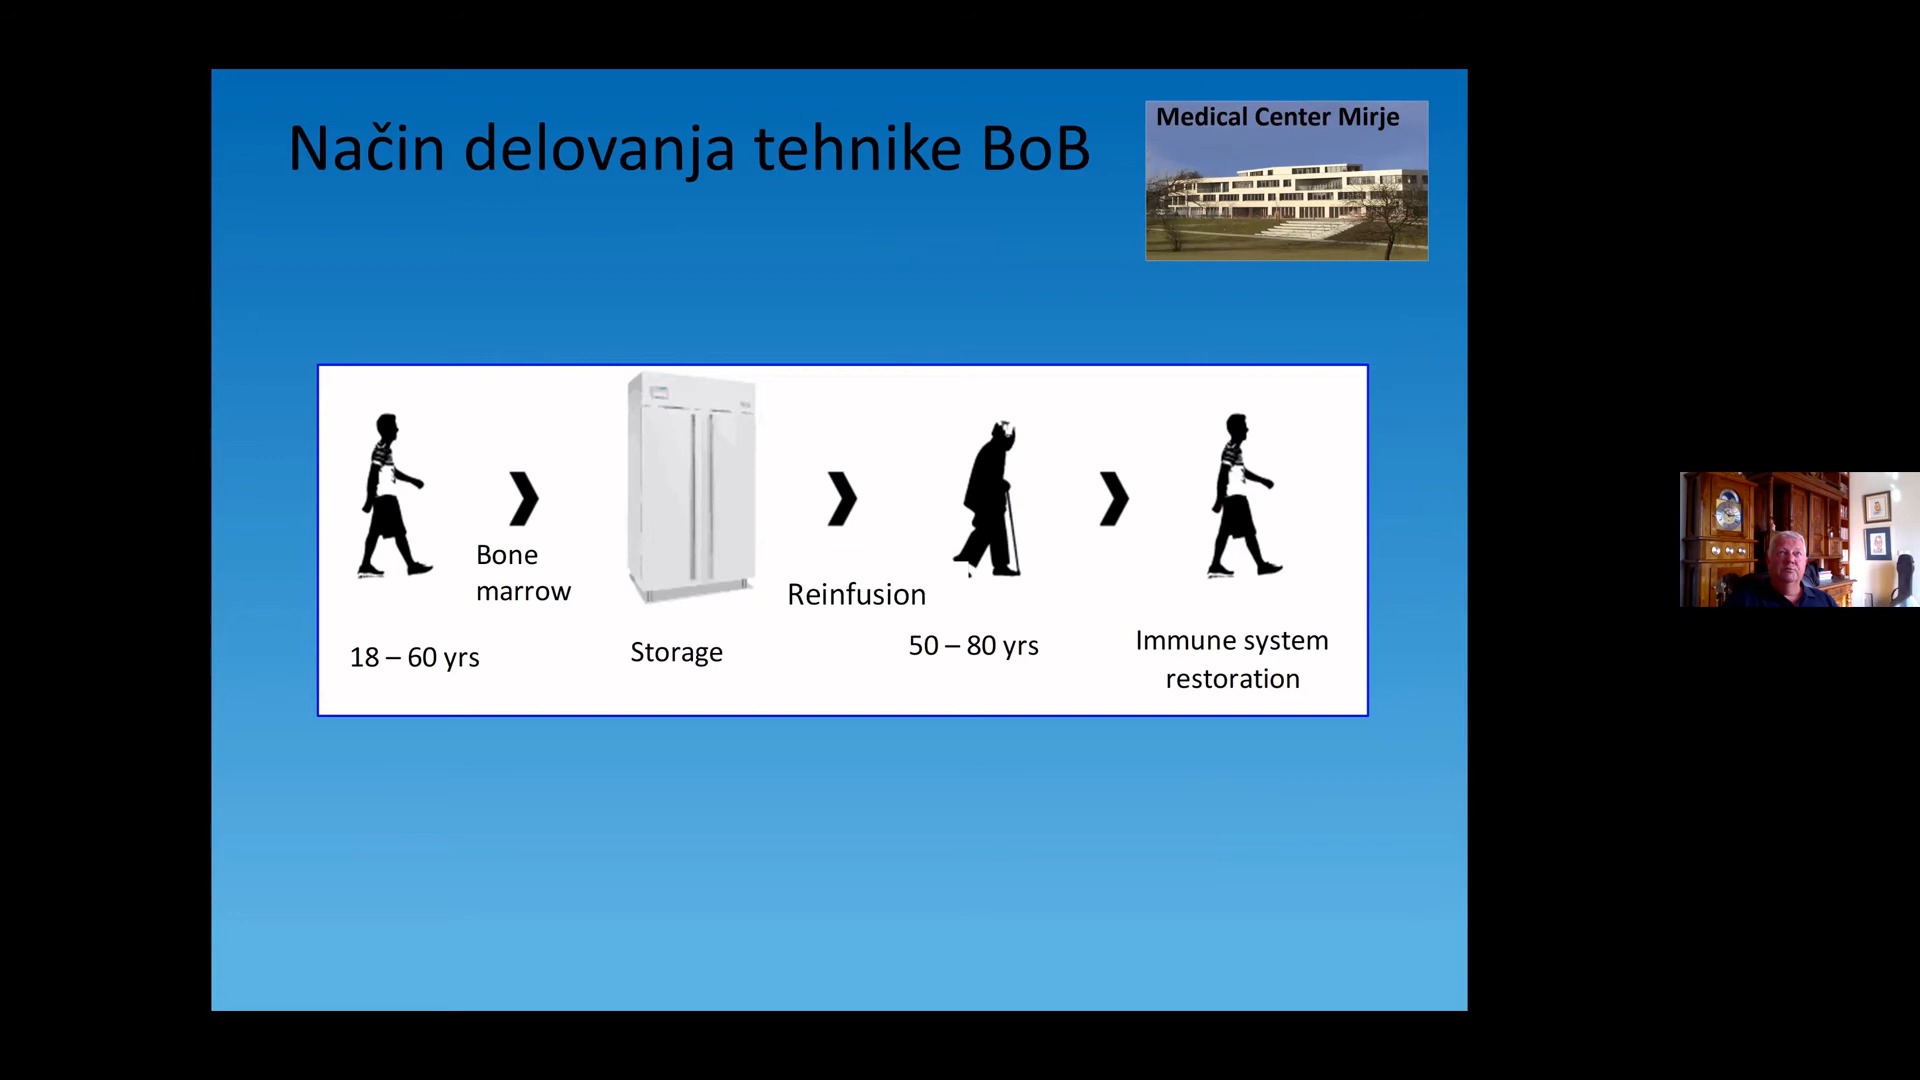 Način delovanja tehnike BoB
Medical Center Mirje
Bone
marrow
Reinfusion
18 – 60 yrs
Storage
50 – 80 yrs
Immune system
restoration